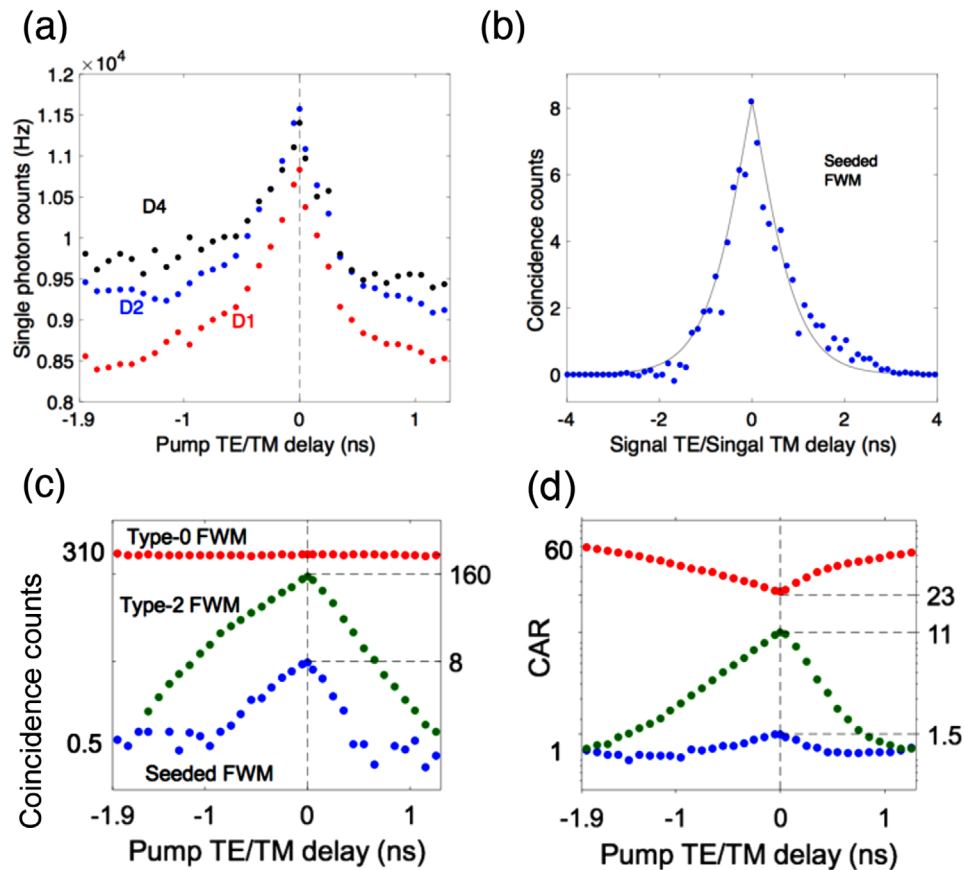 (a)
× 10⁴
1.2
1.15
1.1
1.05
1
0.95
0.9
0.85
0.8
Single photon counts (Hz)
D4
D2
D1
-1.9
-1
0
1
Pump TE/TM delay (ns)
(b)
8
6
4
2
0
Coincidence counts
Seeded
FWM
-4
-2
0
2
4
Signal TE/Singal TM delay (ns)
(c)
310
0.5
Coincidence counts
Type-0 FWM
Type-2 FWM
Seeded FWM
160
8
-1.9
-1
0
1
Pump TE/TM delay (ns)
(d)
60
1
CAR
23
11
1.5
-1.9
-1
0
1
Pump TE/TM delay (ns)